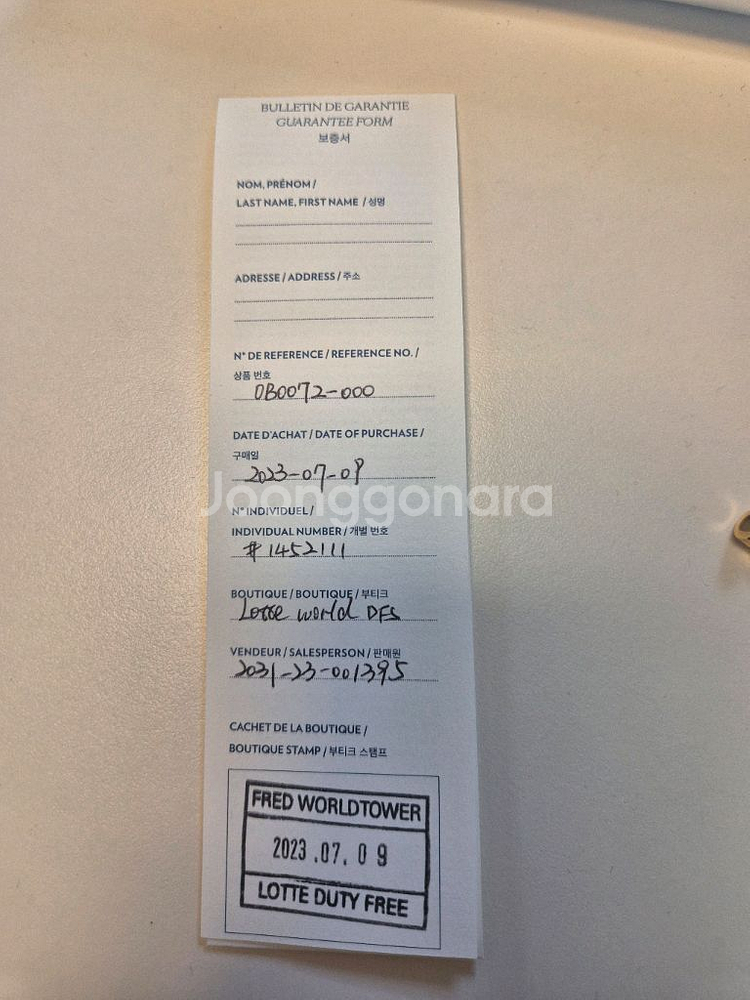 BULLETIN DE GARANTIE
GUARANTEE FORM
보증서
NOM, PRÉNOM /
LAST NAME, FIRST NAME / 성명
ADRESSE / ADDRESS / 주소
N° DE REFERENCE / REFERENCE NO. /
상품 번호
0B0072-000
DATE D'ACHAT / DATE OF PURCHASE /
구매일
2023-07-09
Joonggonara
N° INDIVIDUEL /
INDIVIDUAL NUMBER / 개별 번호
#1452111
BOUTIQUE / BOUTIQUE / 부티크
Lotte world DFS
VENDEUR / SALESPERSON / 판매원
2031-23-001395
CACHET DE LA BOUTIQUE /
BOUTIQUE STAMP / 부티크 스탬프
FRED WORLDTOWER
2023.07.09
LOTTE DUTY FREE